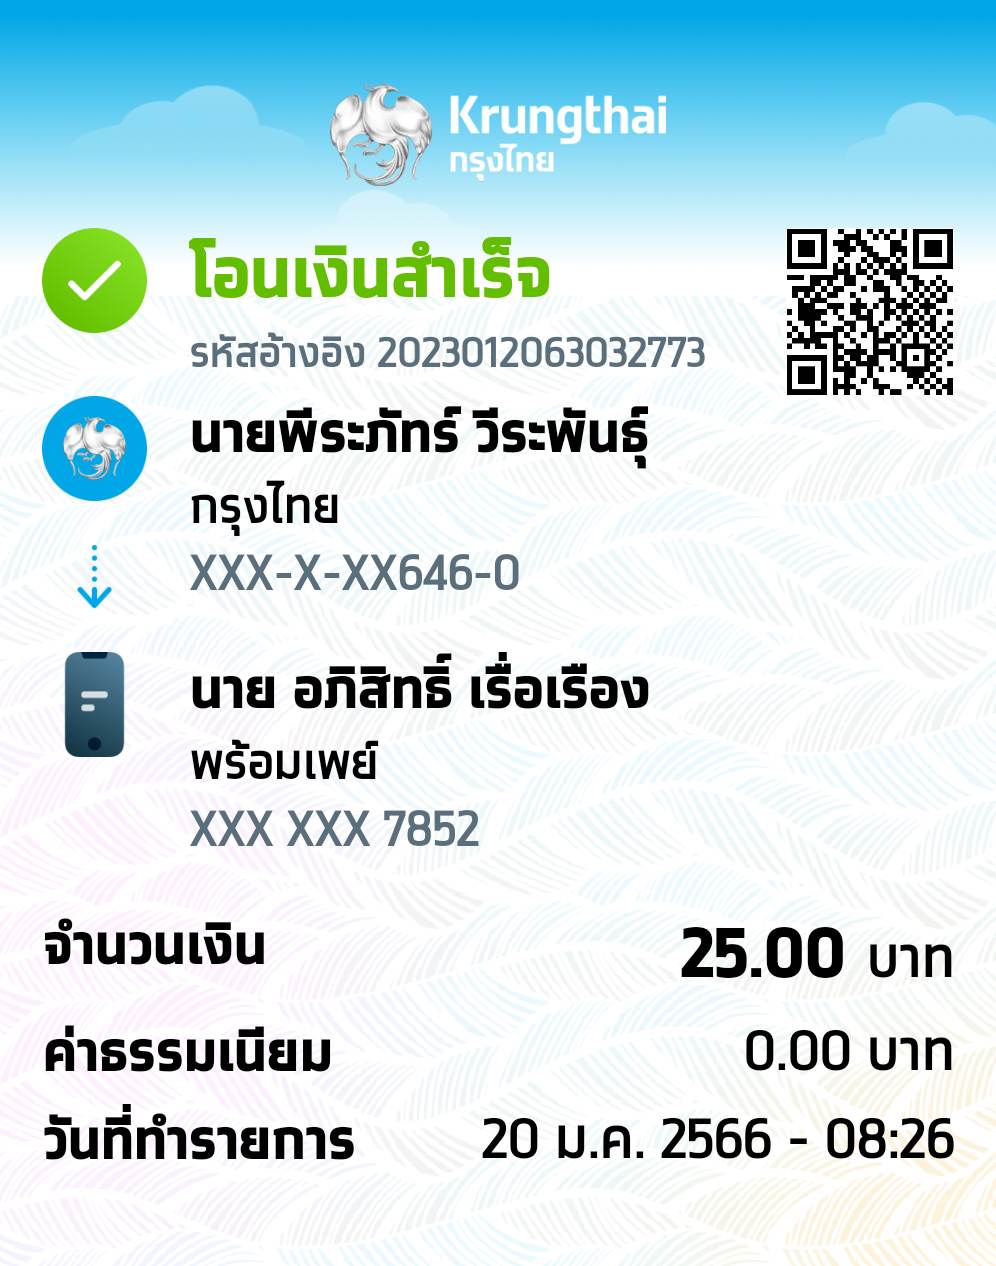 Krungthai
กรุงไทย
โอนเงินสำเร็จ
รหัสอ้างอิง 2023012063032773
นายพีระภัทร์ วีระพันธุ์
กรุงไทย
XXX-X-XX646-0
นาย อภิสิทธิ์ เรื่อเรือง
พร้อมเพย์
XXX XXX 7852
จำนวนเงิน 25.00 บาท
ค่าธรรมเนียม 0.00 บาท
วันที่ทำรายการ 20 ม.ค. 2566 - 08:26